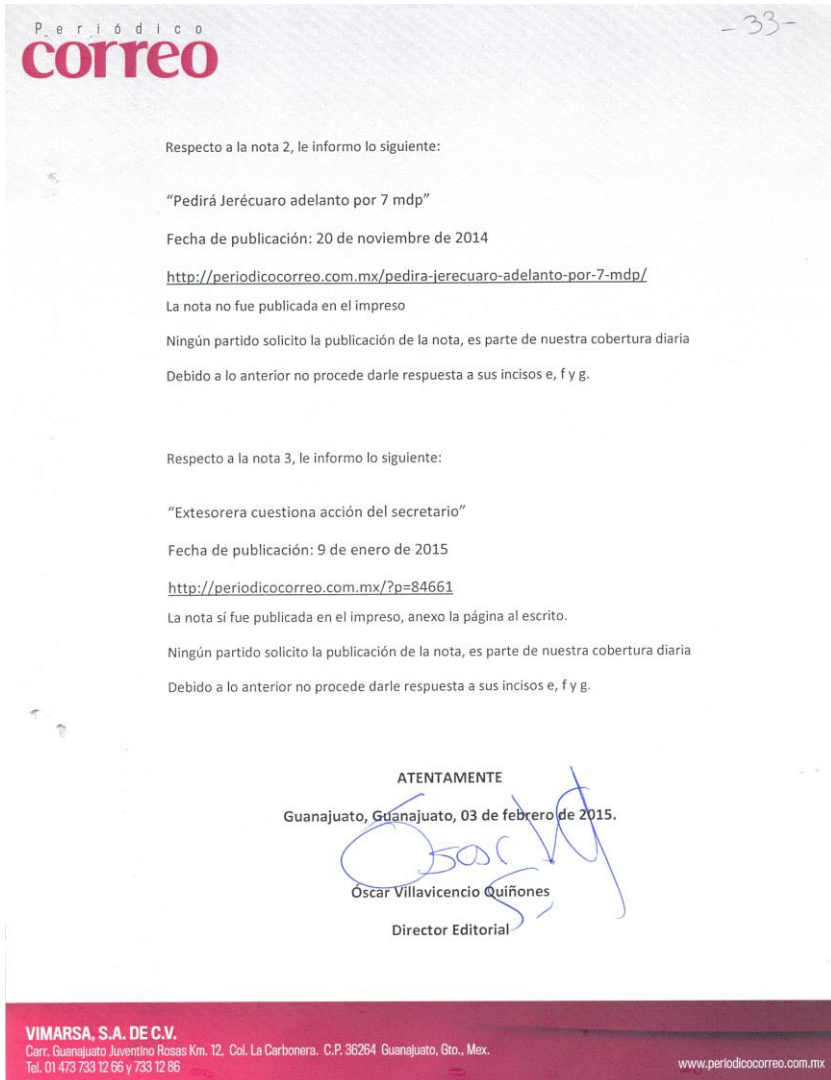 -33-
Periódico
correo
Respecto a la nota 2, le informo lo siguiente:
“Pedirá Jerécuaro adelanto por 7 mdp”
Fecha de publicación: 20 de noviembre de 2014
http://periodicocorreo.com.mx/pedira-jerecuaro-adelanto-por-7-mdp/
La nota no fue publicada en el impreso
Ningún partido solicito la publicación de la nota, es parte de nuestra cobertura diaria
Debido a lo anterior no procede darle respuesta a sus incisos e, f y g.
Respecto a la nota 3, le informo lo siguiente:
“Extesorera cuestiona acción del secretario”
Fecha de publicación: 9 de enero de 2015
http://periodicocorreo.com.mx/?p=84661
La nota sí fue publicada en el impreso, anexo la página al escrito.
Ningún partido solicito la publicación de la nota, es parte de nuestra cobertura diaria
Debido a lo anterior no procede darle respuesta a sus incisos e, f y g.
ATENTAMENTE
Guanajuato, Guanajuato, 03 de febrero de 2015.
Óscar
Óscar Villavicencio Quiñones
Director Editorial
VIMARSA, S.A. DE C.V.
Carr. Guanajuato Juventino Rosas Km. 12, Col. La Carbonera. C.P. 36264 Guanajuato, Gto., Mex.
Tel. 01 473 733 12 66 y 733 12 86
www.periodicocorreo.com.mx